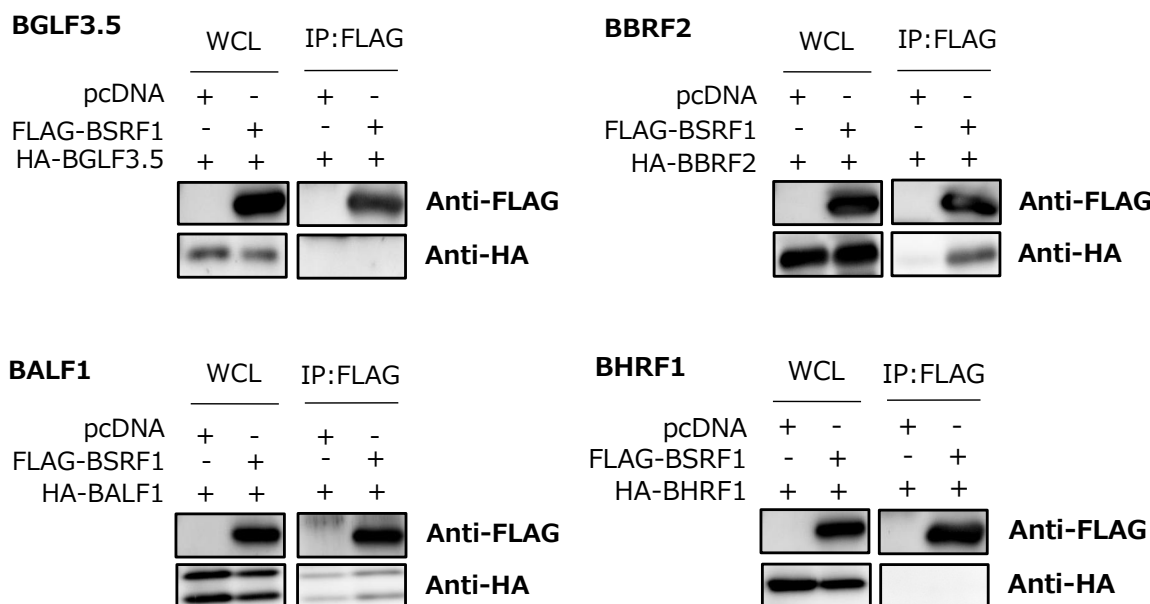 BGLF3.5
WCL IP:FLAG
pcDNA + - + -
FLAG-BSRF1 - + - +
HA-BGLF3.5 + + + +
Anti-FLAG
Anti-HA
BBRF2
WCL IP:FLAG
pcDNA + - + -
FLAG-BSRF1 - + - +
HA-BBRF2 + + + +
Anti-FLAG
Anti-HA
BALF1
WCL IP:FLAG
pcDNA + - + -
FLAG-BSRF1 - + - +
HA-BALF1 + + + +
Anti-FLAG
Anti-HA
BHRF1
WCL IP:FLAG
pcDNA + - + -
FLAG-BSRF1 - + - +
HA-BHRF1 + + + +
Anti-FLAG
Anti-HA